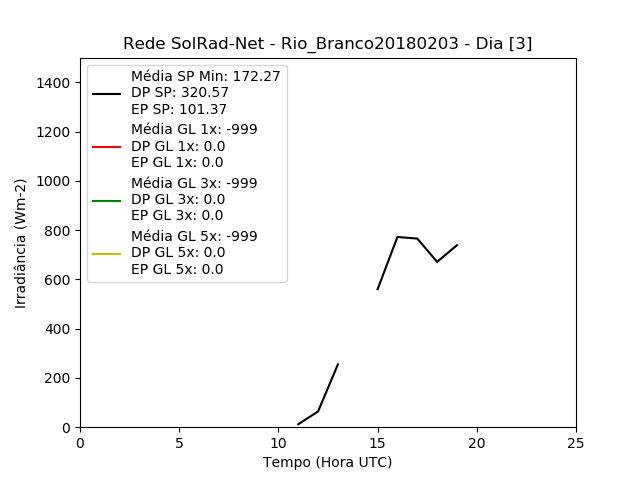 Rede SolRad-Net - Rio_Branco20180203 - Dia [3]
Média SP Min: 172.27
DP SP: 320.57
EP SP: 101.37
Média GL 1x: -999
DP GL 1x: 0.0
EP GL 1x: 0.0
Média GL 3x: -999
DP GL 3x: 0.0
EP GL 3x: 0.0
Média GL 5x: -999
DP GL 5x: 0.0
EP GL 5x: 0.0
Irradiância (Wm-2)
1400
1200
1000
800
600
400
200
0
0 5 10 15 20 25
Tempo (Hora UTC)